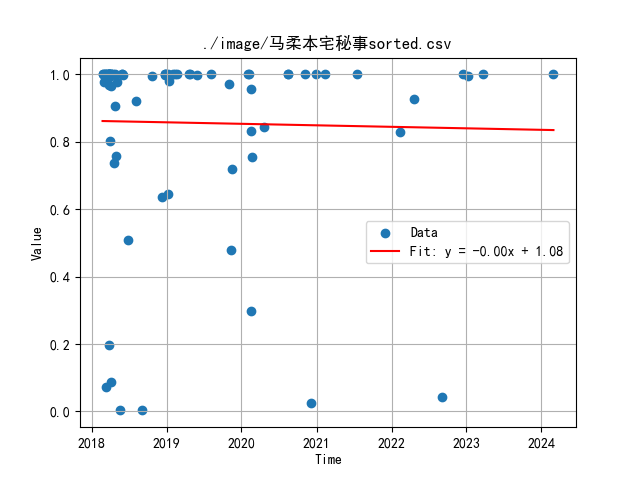 ./image/马柔本宅秘事sorted.csv
1.0
0.8
0.6
0.4
0.2
0.0
Value
Data
Fit: y = -0.00x + 1.08
2018 2019 2020 2021 2022 2023 2024
Time